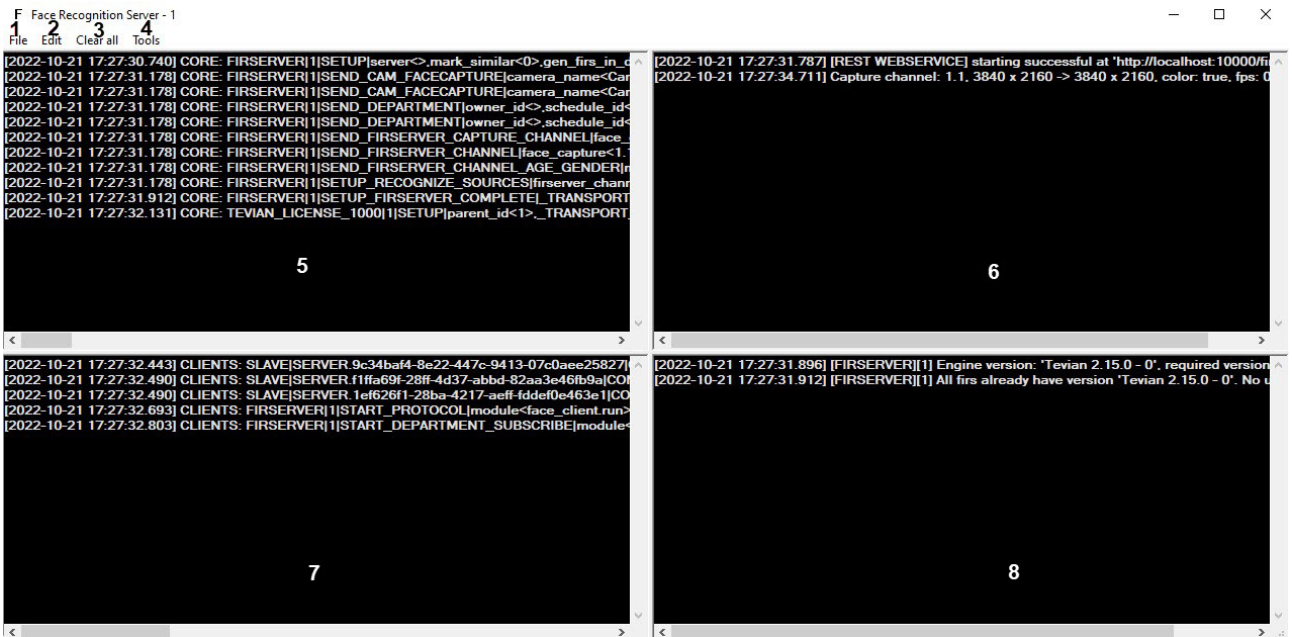 F Face Recognition Server - 1
1 2 3 4
File Edit Clear all Tools
[2022-10-21 17:27:30.740] CORE: FIRSERVER|1|SETUP|server<>,mark_similar<0>,gen_firs_in_d
[2022-10-21 17:27:31.178] CORE: FIRSERVER|1|SEND_CAM_FACECAPTURE|camera_name<Car
[2022-10-21 17:27:31.178] CORE: FIRSERVER|1|SEND_CAM_FACECAPTURE|camera_name<Car
[2022-10-21 17:27:31.178] CORE: FIRSERVER|1|SEND_DEPARTMENT|owner_id<>,schedule_id<
[2022-10-21 17:27:31.178] CORE: FIRSERVER|1|SEND_DEPARTMENT|owner_id<>,schedule_id<
[2022-10-21 17:27:31.178] CORE: FIRSERVER|1|SEND_FIRSERVER_CAPTURE_CHANNEL|face_
[2022-10-21 17:27:31.178] CORE: FIRSERVER|1|SEND_FIRSERVER_CHANNEL|face_capture<1.1
[2022-10-21 17:27:31.178] CORE: FIRSERVER|1|SEND_FIRSERVER_CHANNEL_AGE_GENDER|n
[2022-10-21 17:27:31.178] CORE: FIRSERVER|1|SETUP_RECOGNIZE_SOURCES|firserver_chann
[2022-10-21 17:27:31.912] CORE: FIRSERVER|1|SETUP_FIRSERVER_COMPLETE|_TRANSPORT
[2022-10-21 17:27:32.131] CORE: TEVIAN_LICENSE_1000|1|SETUP|parent_id<1>,_TRANSPORT_
5
[2022-10-21 17:27:31.787] [REST WEBSERVICE] starting successful at 'http://localhost:10000/fir
[2022-10-21 17:27:34.711] Capture channel: 1.1, 3840 x 2160 -> 3840 x 2160, color: true, fps: 0
6
[2022-10-21 17:27:32.443] CLIENTS: SLAVE|SERVER.9c34baf4-8e22-447c-9413-07c0aee25827|
[2022-10-21 17:27:32.490] CLIENTS: SLAVE|SERVER.f1ffa69f-28ff-4d37-abbd-82aa3e46fb9a|CO
[2022-10-21 17:27:32.490] CLIENTS: SLAVE|SERVER.1ef626f1-28ba-4217-aeff-fddef0e463e1|CO
[2022-10-21 17:27:32.693] CLIENTS: FIRSERVER|1|START_PROTOCOL|module<face_client.run>
[2022-10-21 17:27:32.803] CLIENTS: FIRSERVER|1|START_DEPARTMENT_SUBSCRIBE|module<
7
[2022-10-21 17:27:31.896] [FIRSERVER][1] Engine version: 'Tevian 2.15.0 - 0', required version
[2022-10-21 17:27:31.912] [FIRSERVER][1] All firs already have version 'Tevian 2.15.0 - 0'. No u
8